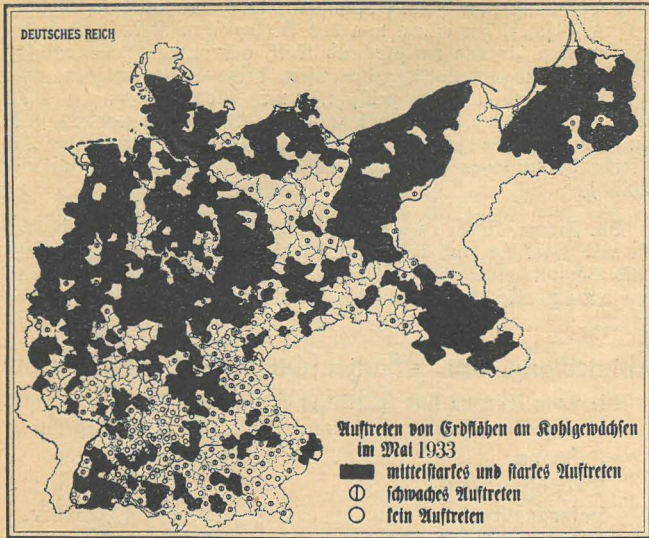 DEUTSCHES REICH
Auftreten von Erdflöhen an Kohlgewächsen
im Mai 1933
mittelstarkes und starkes Auftreten
schwaches Auftreten
kein Auftreten